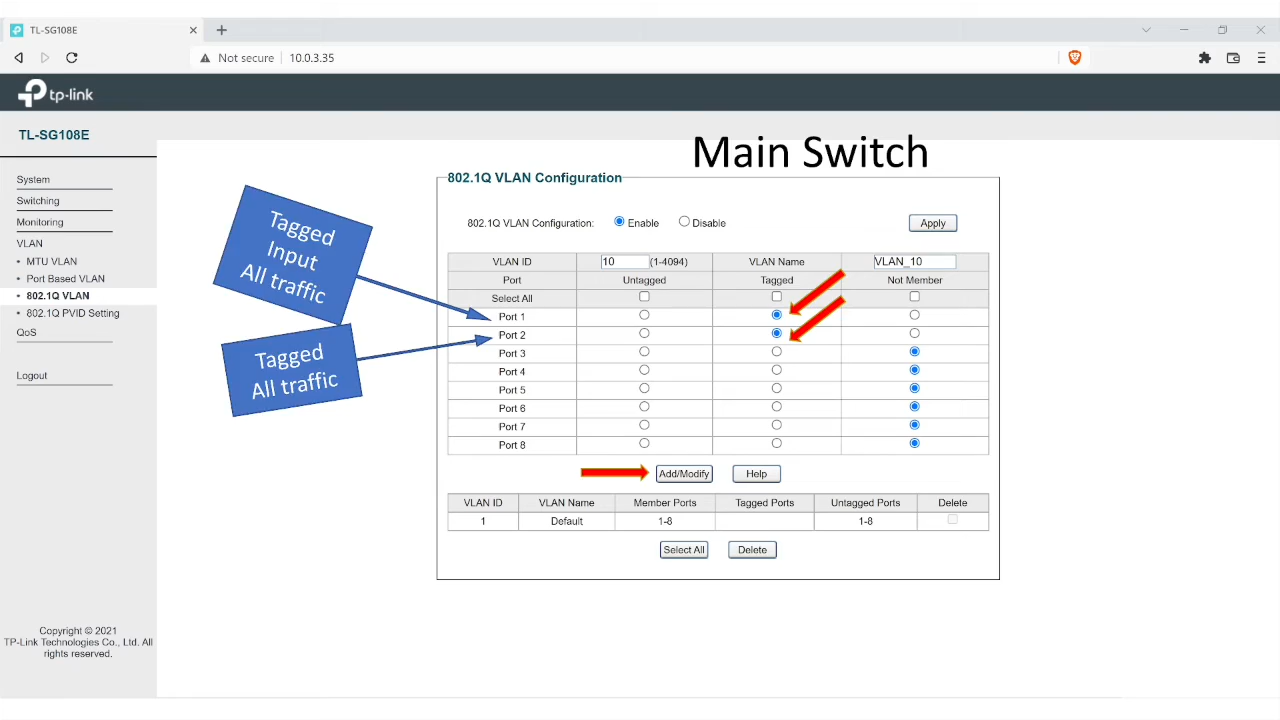 TL-SG108E
Not secure 10.0.3.35
tp-link
TL-SG108E
System
Switching
Monitoring
VLAN
MTU VLAN
Port Based VLAN
802.1Q VLAN
802.1Q PVID Setting
QoS
Logout
Copyright © 2021
TP-Link Technologies Co., Ltd. All
rights reserved.
Tagged
Input
All traffic
Tagged
All traffic
Main Switch
802.1Q VLAN Configuration
802.1Q VLAN Configuration: Enable Disable Apply
VLAN ID 10 (1-4094) VLAN Name VLAN_10
Port Untagged Tagged Not Member
Select All
Port 1
Port 2
Port 3
Port 4
Port 5
Port 6
Port 7
Port 8
Add/Modify Help
VLAN ID VLAN Name Member Ports Tagged Ports Untagged Ports Delete
1 Default 1-8 1-8
Select All Delete